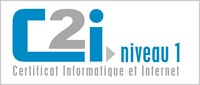 C2i niveau 1
Certificat Informatique et Internet